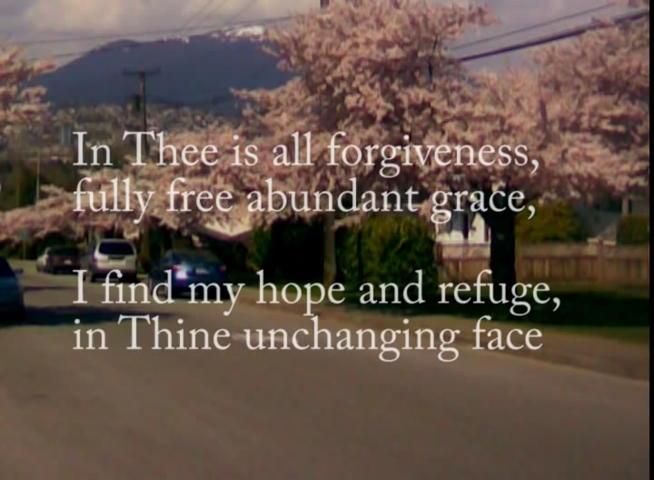 In Thee is all forgiveness,
fully free abundant grace,
I find my hope and refuge,
in Thine unchanging face